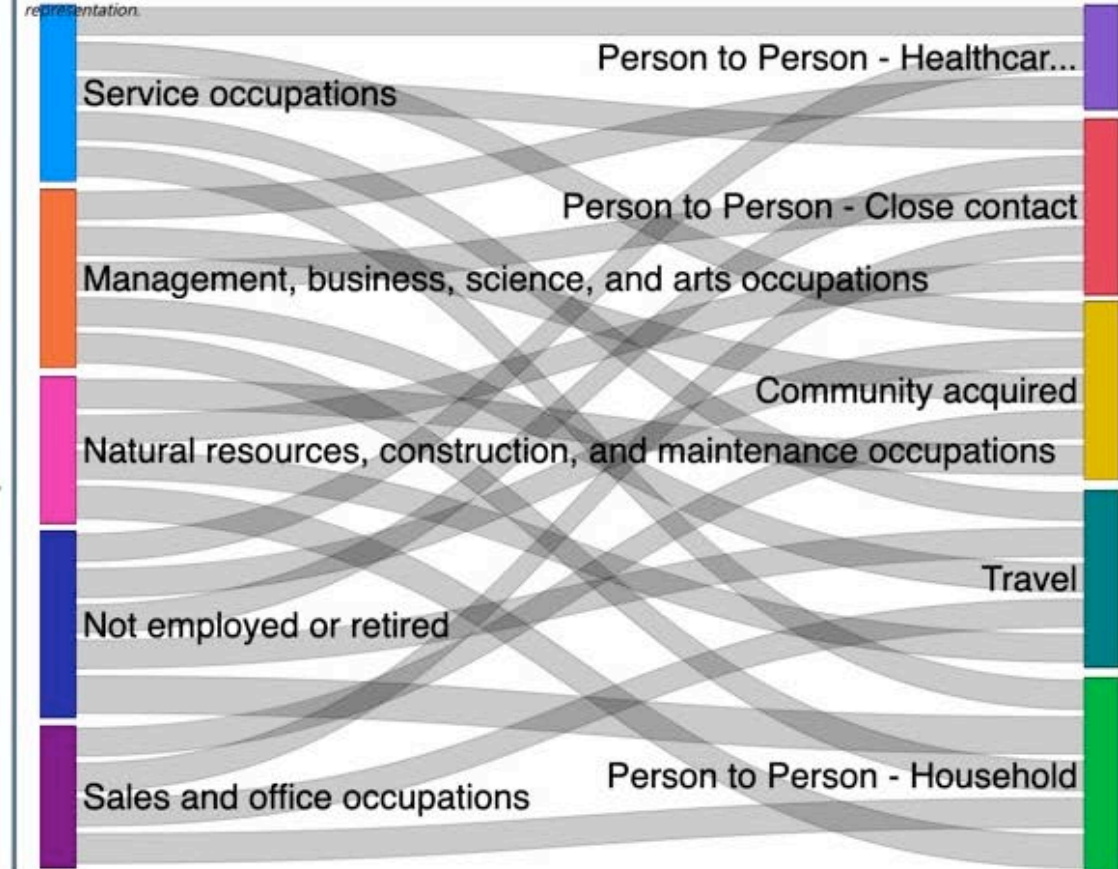 representation.
Person to Person - Healthcar...
Service occupations
Person to Person - Close contact
Management, business, science, and arts occupations
Community acquired
Natural resources, construction, and maintenance occupations
Travel
Not employed or retired
Person to Person - Household
Sales and office occupations